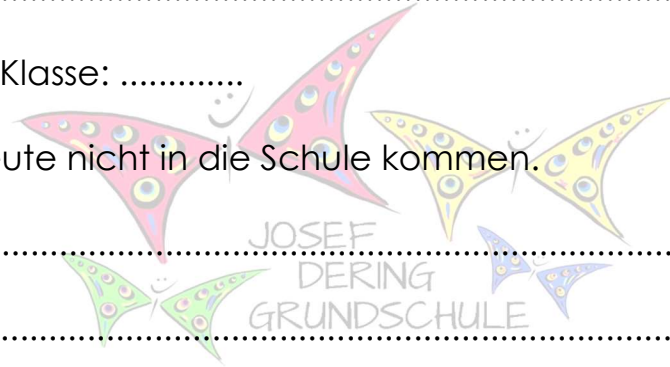 Klasse: .............
ute nicht in die Schule kommen.
JOSEF
DERING
GRUNDSCHULE